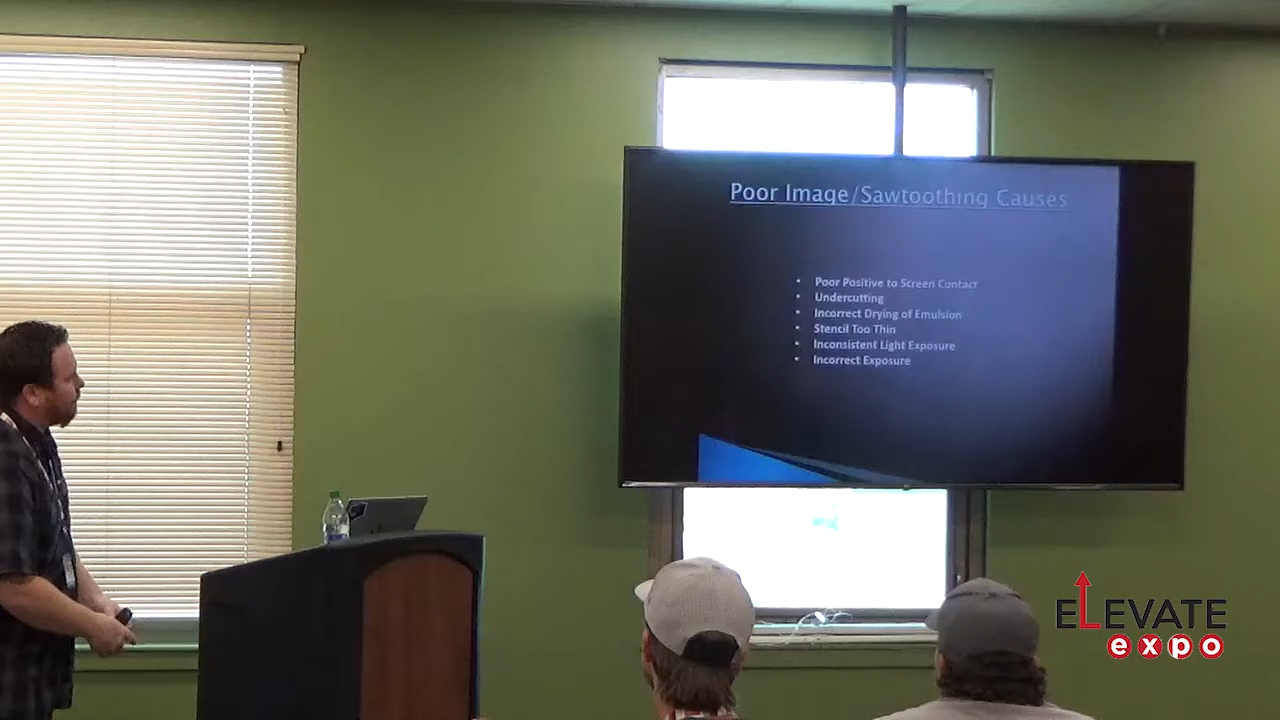 Poor Image/Sawtoothing Causes
• Poor Positive to Screen Contact
• Undercutting
• Incorrect Drying of Emulsion
• Stencil Too Thin
• Inconsistent Light Exposure
• Incorrect Exposure
ELEVATE
expo